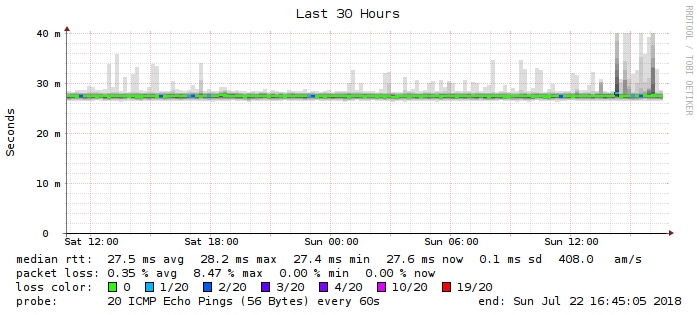 Last 30 Hours
RRDTOOL / TOBI OETIKER
Seconds
40 m
30 m
20 m
10 m
0
Sat 12:00 Sat 18:00 Sun 00:00 Sun 06:00 Sun 12:00
median rtt: 27.5 ms avg 28.2 ms max 27.4 ms min 27.6 ms now 0.1 ms sd 408.0 am/s
packet loss: 0.35 % avg 8.47 % max 0.00 % min 0.00 % now
loss color: 0 1/20 2/20 3/20 4/20 10/20 19/20
probe: 20 ICMP Echo Pings (56 Bytes) every 60s end: Sun Jul 22 16:45:05 2018